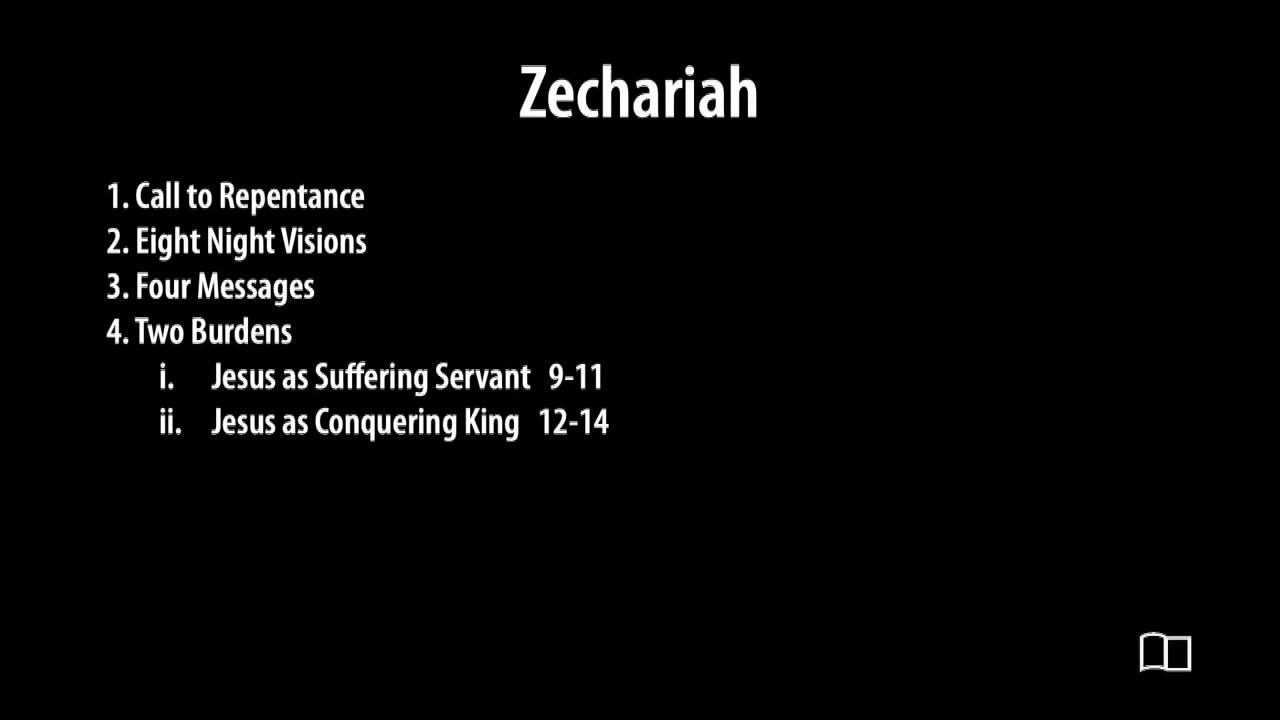 Zechariah
1. Call to Repentance
2. Eight Night Visions
3. Four Messages
4. Two Burdens
i. Jesus as Suffering Servant 9-11
ii. Jesus as Conquering King 12-14